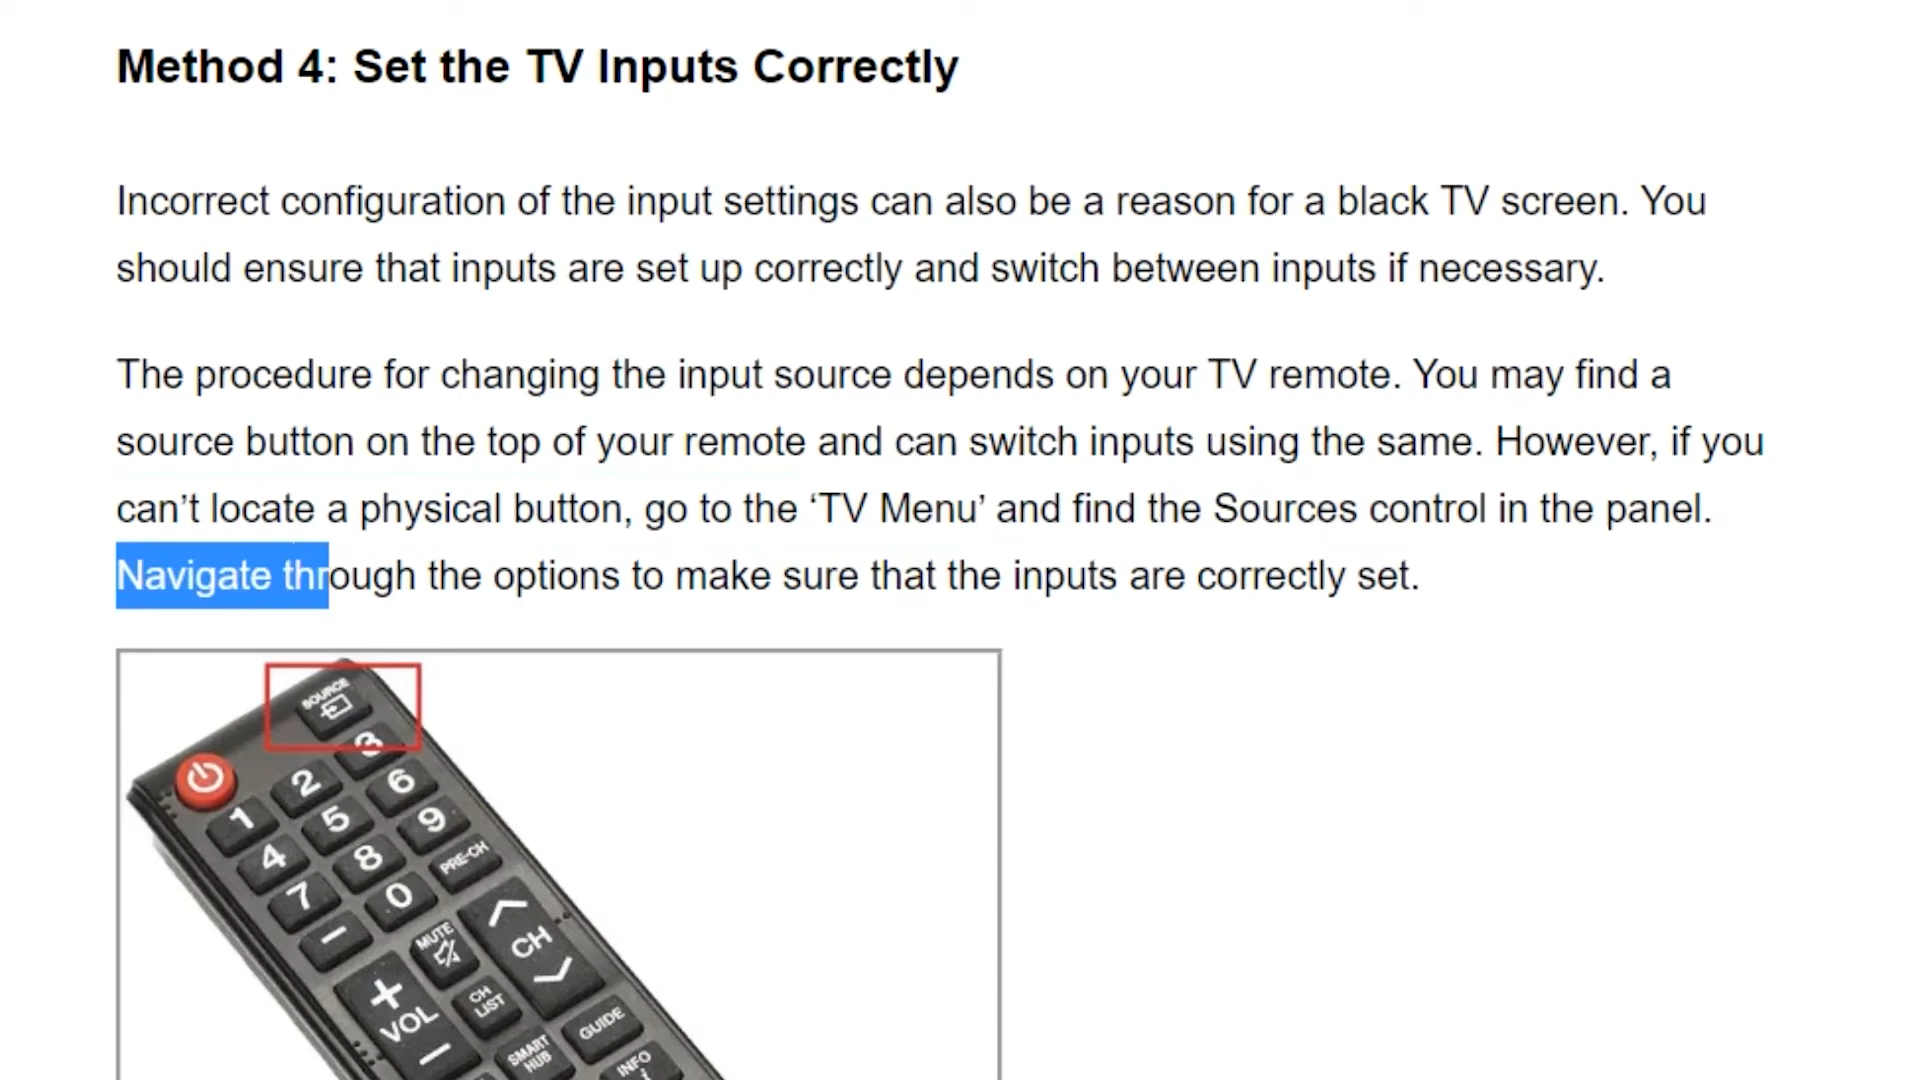 Method 4: Set the TV Inputs Correctly
Incorrect configuration of the input settings can also be a reason for a black TV screen. You
should ensure that inputs are set up correctly and switch between inputs if necessary.
The procedure for changing the input source depends on your TV remote. You may find a
source button on the top of your remote and can switch inputs using the same. However, if you
can’t locate a physical button, go to the ‘TV Menu’ and find the Sources control in the panel.
Navigate through the options to make sure that the inputs are correctly set.
SOURCE
1 2 3
4 5 6
7 8 9
0 PRE-CH
MUTE
CH
+
VOL
CH
LIST
GUIDE
SMART
HUB
INFO
i